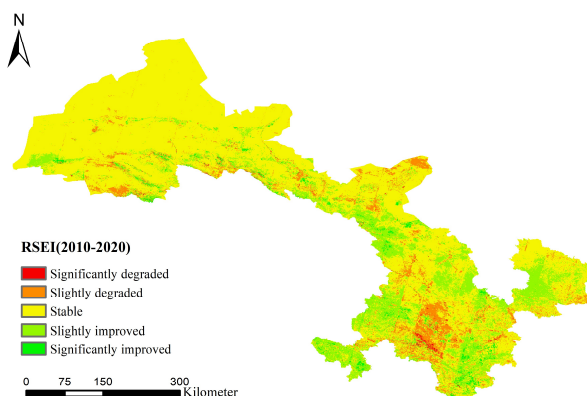 N
RSEI(2010-2020)
Significantly degraded
Slightly degraded
Stable
Slightly improved
Significantly improved
0 75 150 300
Kilometer